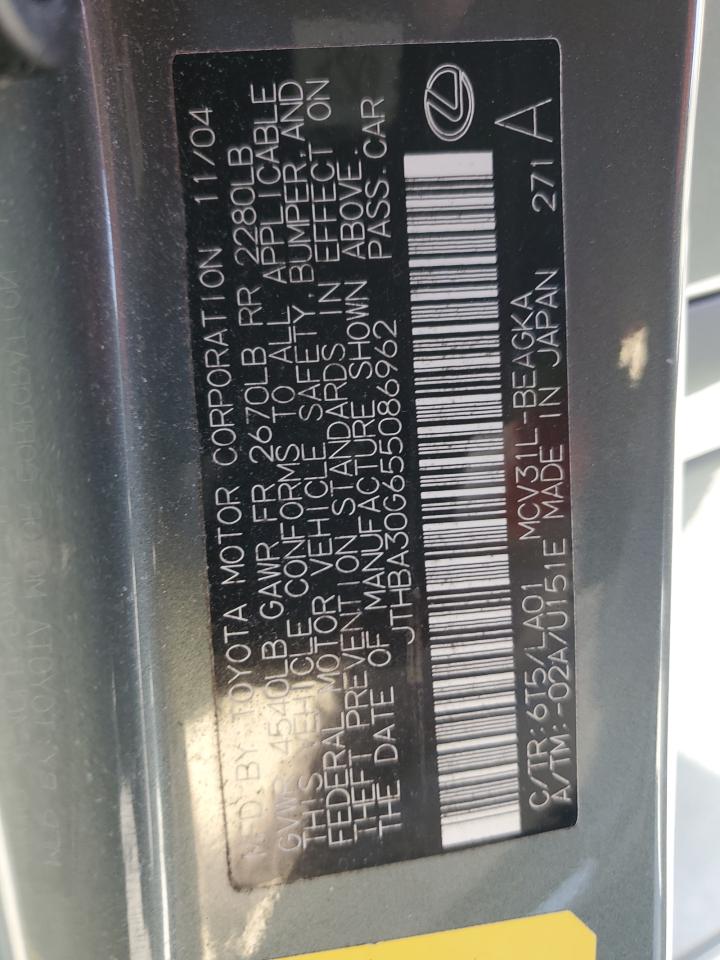 MFD.BY: TOYOTA MOTOR CORPORATION 11/04
GVWR 4540LB GAWR FR 2670LB RR 2280LB
THIS VEHICLE CONFORMS TO ALL APPLICABLE
FEDERAL MOTOR VEHICLE SAFETY, BUMPER, AND
THEFT PREVENTION STANDARDS IN EFFECT ON
THE DATE OF MANUFACTURE SHOWN ABOVE.
JTHBA30G655086962 PASS.CAR
C/TR:6T5/LA01 MCV31L-BEAGKA
A/TM:-02A/U151E MADE IN JAPAN 271 A